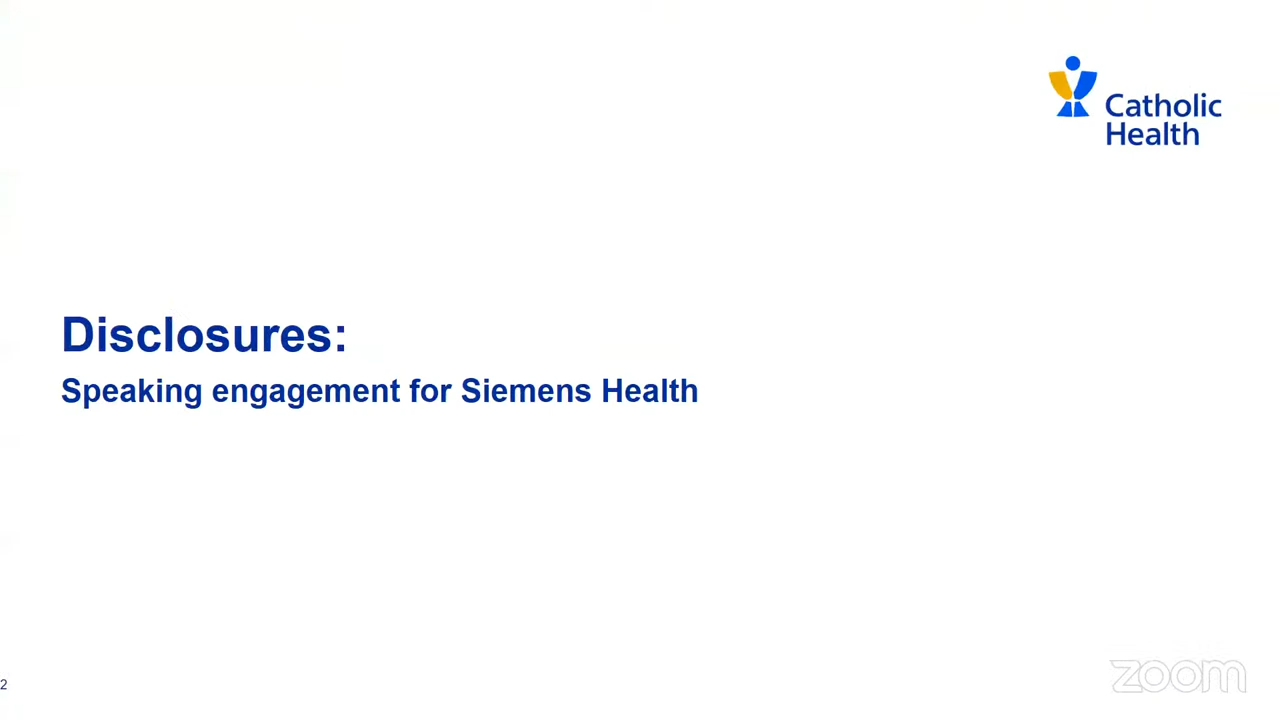 Catholic
Health
Disclosures:
Speaking engagement for Siemens Health
2
zoom